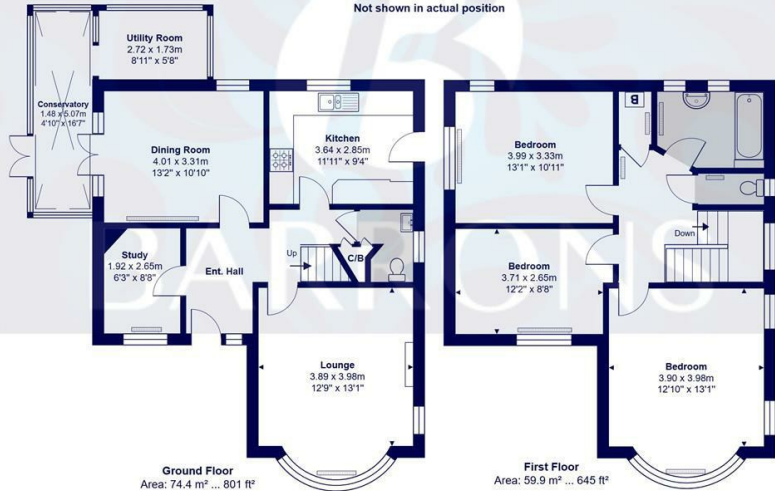 Not shown in actual position
Utility Room
2.72 x 1.73m
8'11" x 5'8"
Conservatory
1.48 x 5.07m
4'10" x 16'7"
Dining Room
4.01 x 3.31m
13'2" x 10'10"
Kitchen
3.64 x 2.85m
11'11" x 9'4"
Study
1.92 x 2.65m
6'3" x 8'8"
Ent. Hall
Up
C/B
Lounge
3.89 x 3.98m
12'9" x 13'1"
Ground Floor
Area: 74.4 m² ... 801 ft²
Bedroom
3.99 x 3.33m
13'1" x 10'11"
B
Bedroom
3.71 x 2.65m
12'2" x 8'8"
Down
Bedroom
3.90 x 3.98m
12'10" x 13'1"
First Floor
Area: 59.9 m² ... 645 ft²
BARRONS